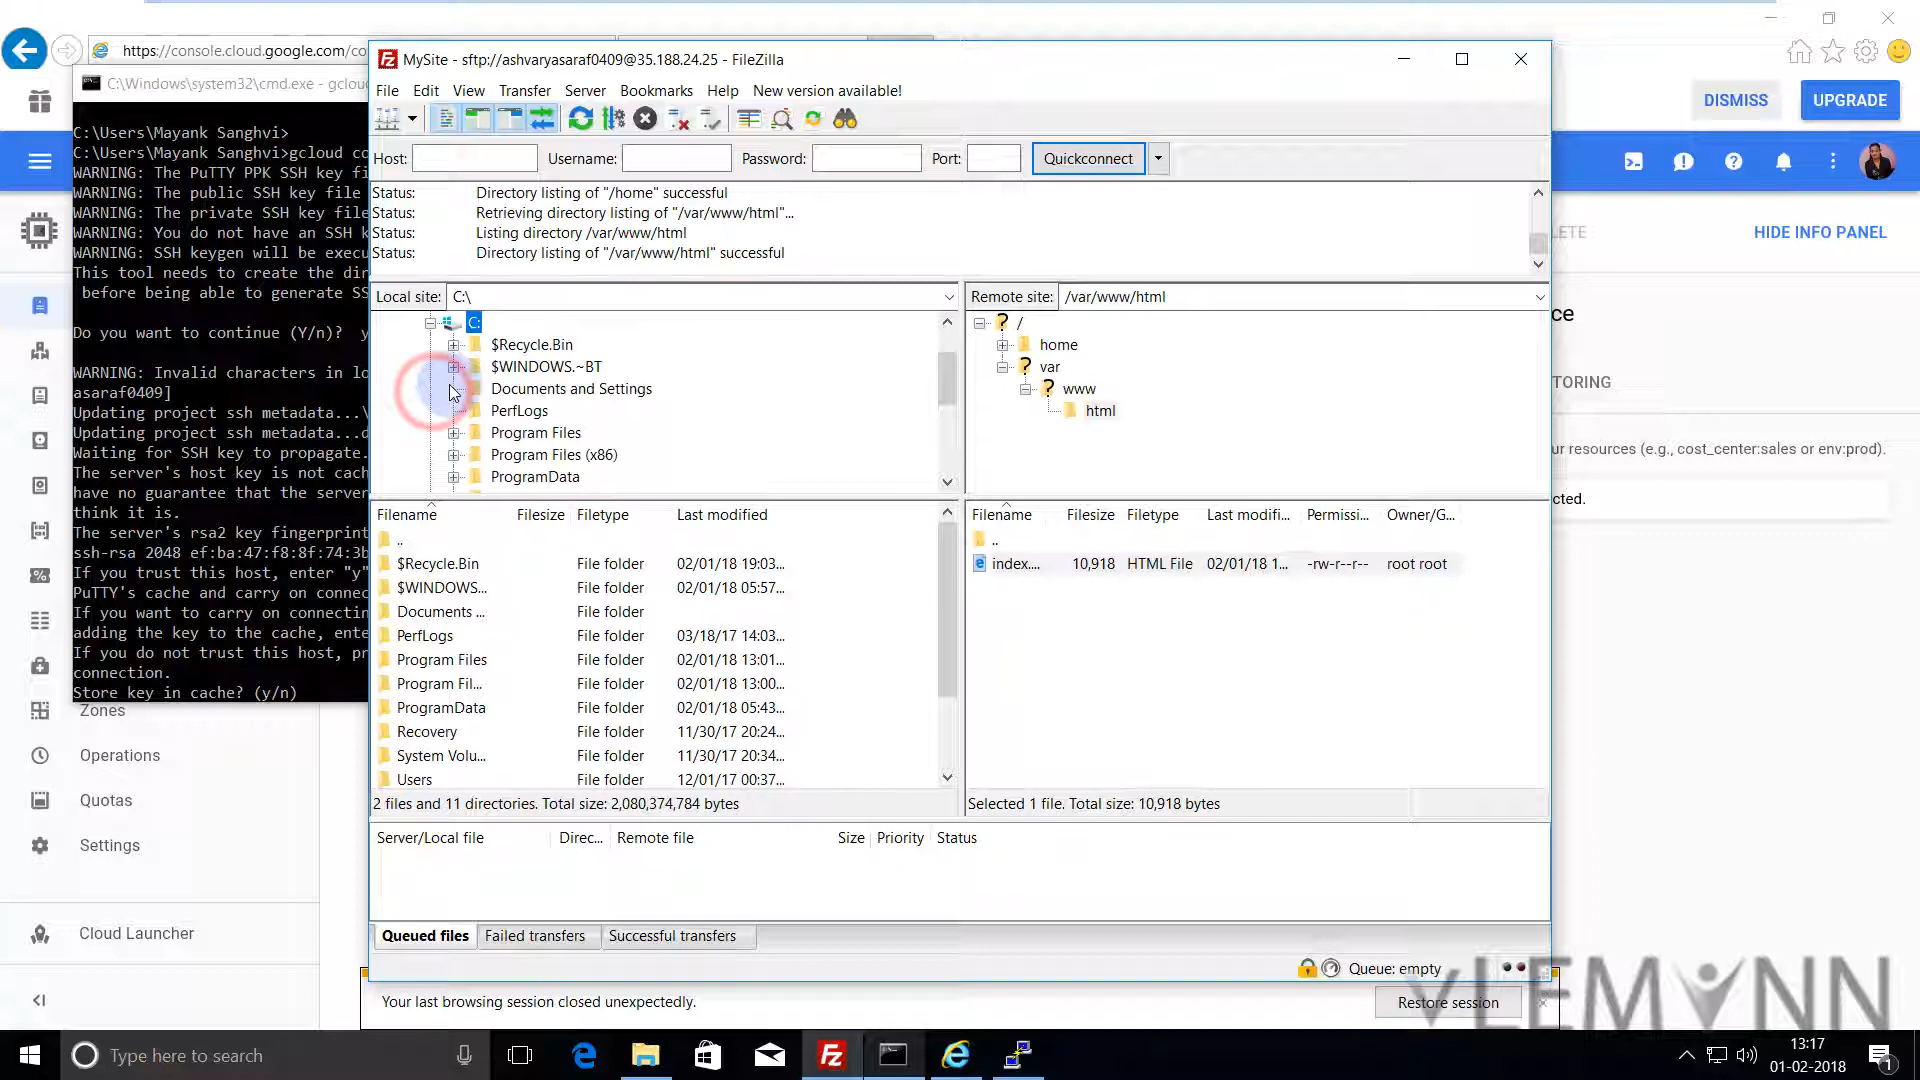 https://console.cloud.google.com/co
C:\Windows\system32\cmd.exe - gclou
MySite - sftp://ashvaryasaraf0409@35.188.24.25 - FileZilla
File Edit View Transfer Server Bookmarks Help New version available!
Host: Username: Password: Port: Quickconnect
Status: Directory listing of "/home" successful
Status: Retrieving directory listing of "/var/www/html"...
Status: Listing directory /var/www/html
Status: Directory listing of "/var/www/html" successful
Local site: C:\
Remote site: /var/www/html
C:
$Recycle.Bin
$WINDOWS.~BT
Documents and Settings
PerfLogs
Program Files
Program Files (x86)
ProgramData
/
home
var
www
html
Filename Filesize Filetype Last modified
..
$Recycle.Bin File folder 02/01/18 19:03...
$WINDOWS... File folder 02/01/18 05:57...
Documents ... File folder
PerfLogs File folder 03/18/17 14:03...
Program Files File folder 02/01/18 13:01...
Program Fil... File folder 02/01/18 13:00...
ProgramData File folder 02/01/18 05:43...
Recovery File folder 11/30/17 20:24...
System Volu... File folder 11/30/17 20:34...
Users File folder 12/01/17 00:37...
2 files and 11 directories. Total size: 2,080,374,784 bytes
Filename Filesize Filetype Last modifi... Permissi... Owner/G...
..
index.... 10,918 HTML File 02/01/18 1... -rw-r--r-- root root
Selected 1 file. Total size: 10,918 bytes
Server/Local file Direc... Remote file Size Priority Status
Queued files Failed transfers Successful transfers
Queue: empty
C:\Users\Mayank Sanghvi>
C:\Users\Mayank Sanghvi>gcloud co
WARNING: The PuTTY PPK SSH key fi
WARNING: The public SSH key file
WARNING: The private SSH key file
WARNING: You do not have an SSH k
WARNING: SSH keygen will be execu
This tool needs to create the dir
before being able to generate SS
Do you want to continue (Y/n)? y
WARNING: Invalid characters in lo
asaraf0409]
Updating project ssh metadata...\
Updating project ssh metadata...d
Waiting for SSH key to propagate.
The server's host key is not cach
have no guarantee that the server
think it is.
The server's rsa2 key fingerprint
ssh-rsa 2048 ef:ba:47:f8:8f:74:3b
If you trust this host, enter "y"
PuTTY's cache and carry on connec
If you want to carry on connectin
adding the key to the cache, ente
If you do not trust this host, pr
connection.
Store key in cache? (y/n)
DISMISS UPGRADE
LETE HIDE INFO PANEL
ce
TORING
ur resources (e.g., cost_center:sales or env:prod).
cted.
Zones
Operations
Quotas
Settings
Cloud Launcher
Your last browsing session closed unexpectedly. Restore session
vLEMONN
Type here to search
13:17
01-02-2018
1